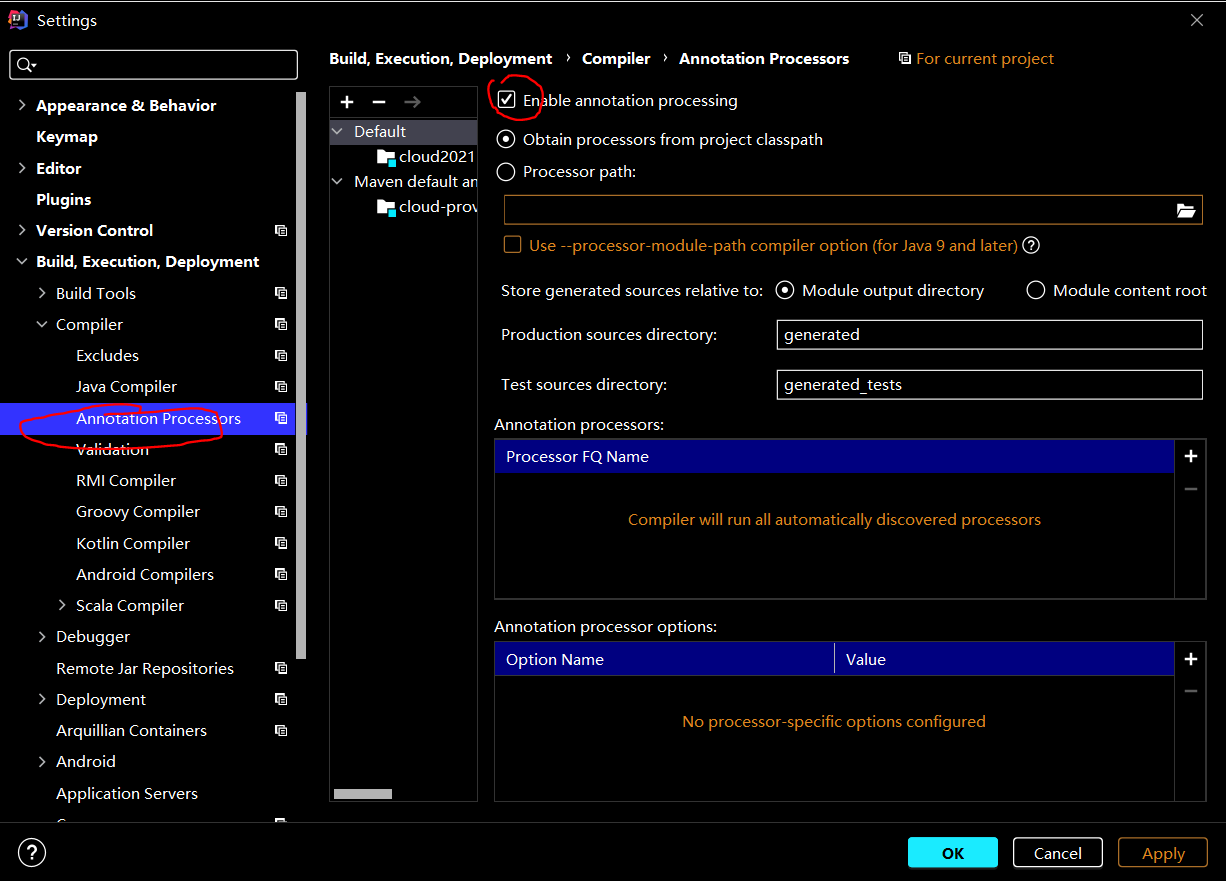 Settings
Build, Execution, Deployment › Compiler › Annotation Processors
For current project
Appearance & Behavior
Keymap
Editor
Plugins
Version Control
Build, Execution, Deployment
Build Tools
Compiler
Excludes
Java Compiler
Annotation Processors
Validation
RMI Compiler
Groovy Compiler
Kotlin Compiler
Android Compilers
Scala Compiler
Debugger
Remote Jar Repositories
Deployment
Arquillian Containers
Android
Application Servers
Default
cloud2021
Maven default an
cloud-prov
Enable annotation processing
Obtain processors from project classpath
Processor path:
Use --processor-module-path compiler option (for Java 9 and later)
Store generated sources relative to: Module output directory Module content root
Production sources directory: generated
Test sources directory: generated_tests
Annotation processors:
Processor FQ Name
Compiler will run all automatically discovered processors
Annotation processor options:
Option Name Value
No processor-specific options configured
OK Cancel Apply